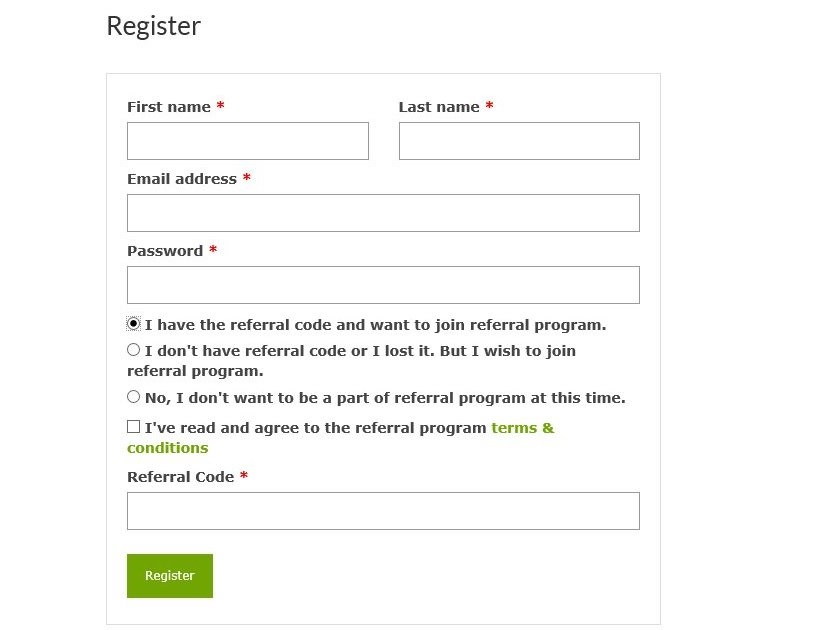 Register
First name * Last name *
Email address *
Password *
I have the referral code and want to join referral program.
I don't have referral code or I lost it. But I wish to join
referral program.
No, I don't want to be a part of referral program at this time.
I've read and agree to the referral program terms &
conditions
Referral Code *
Register